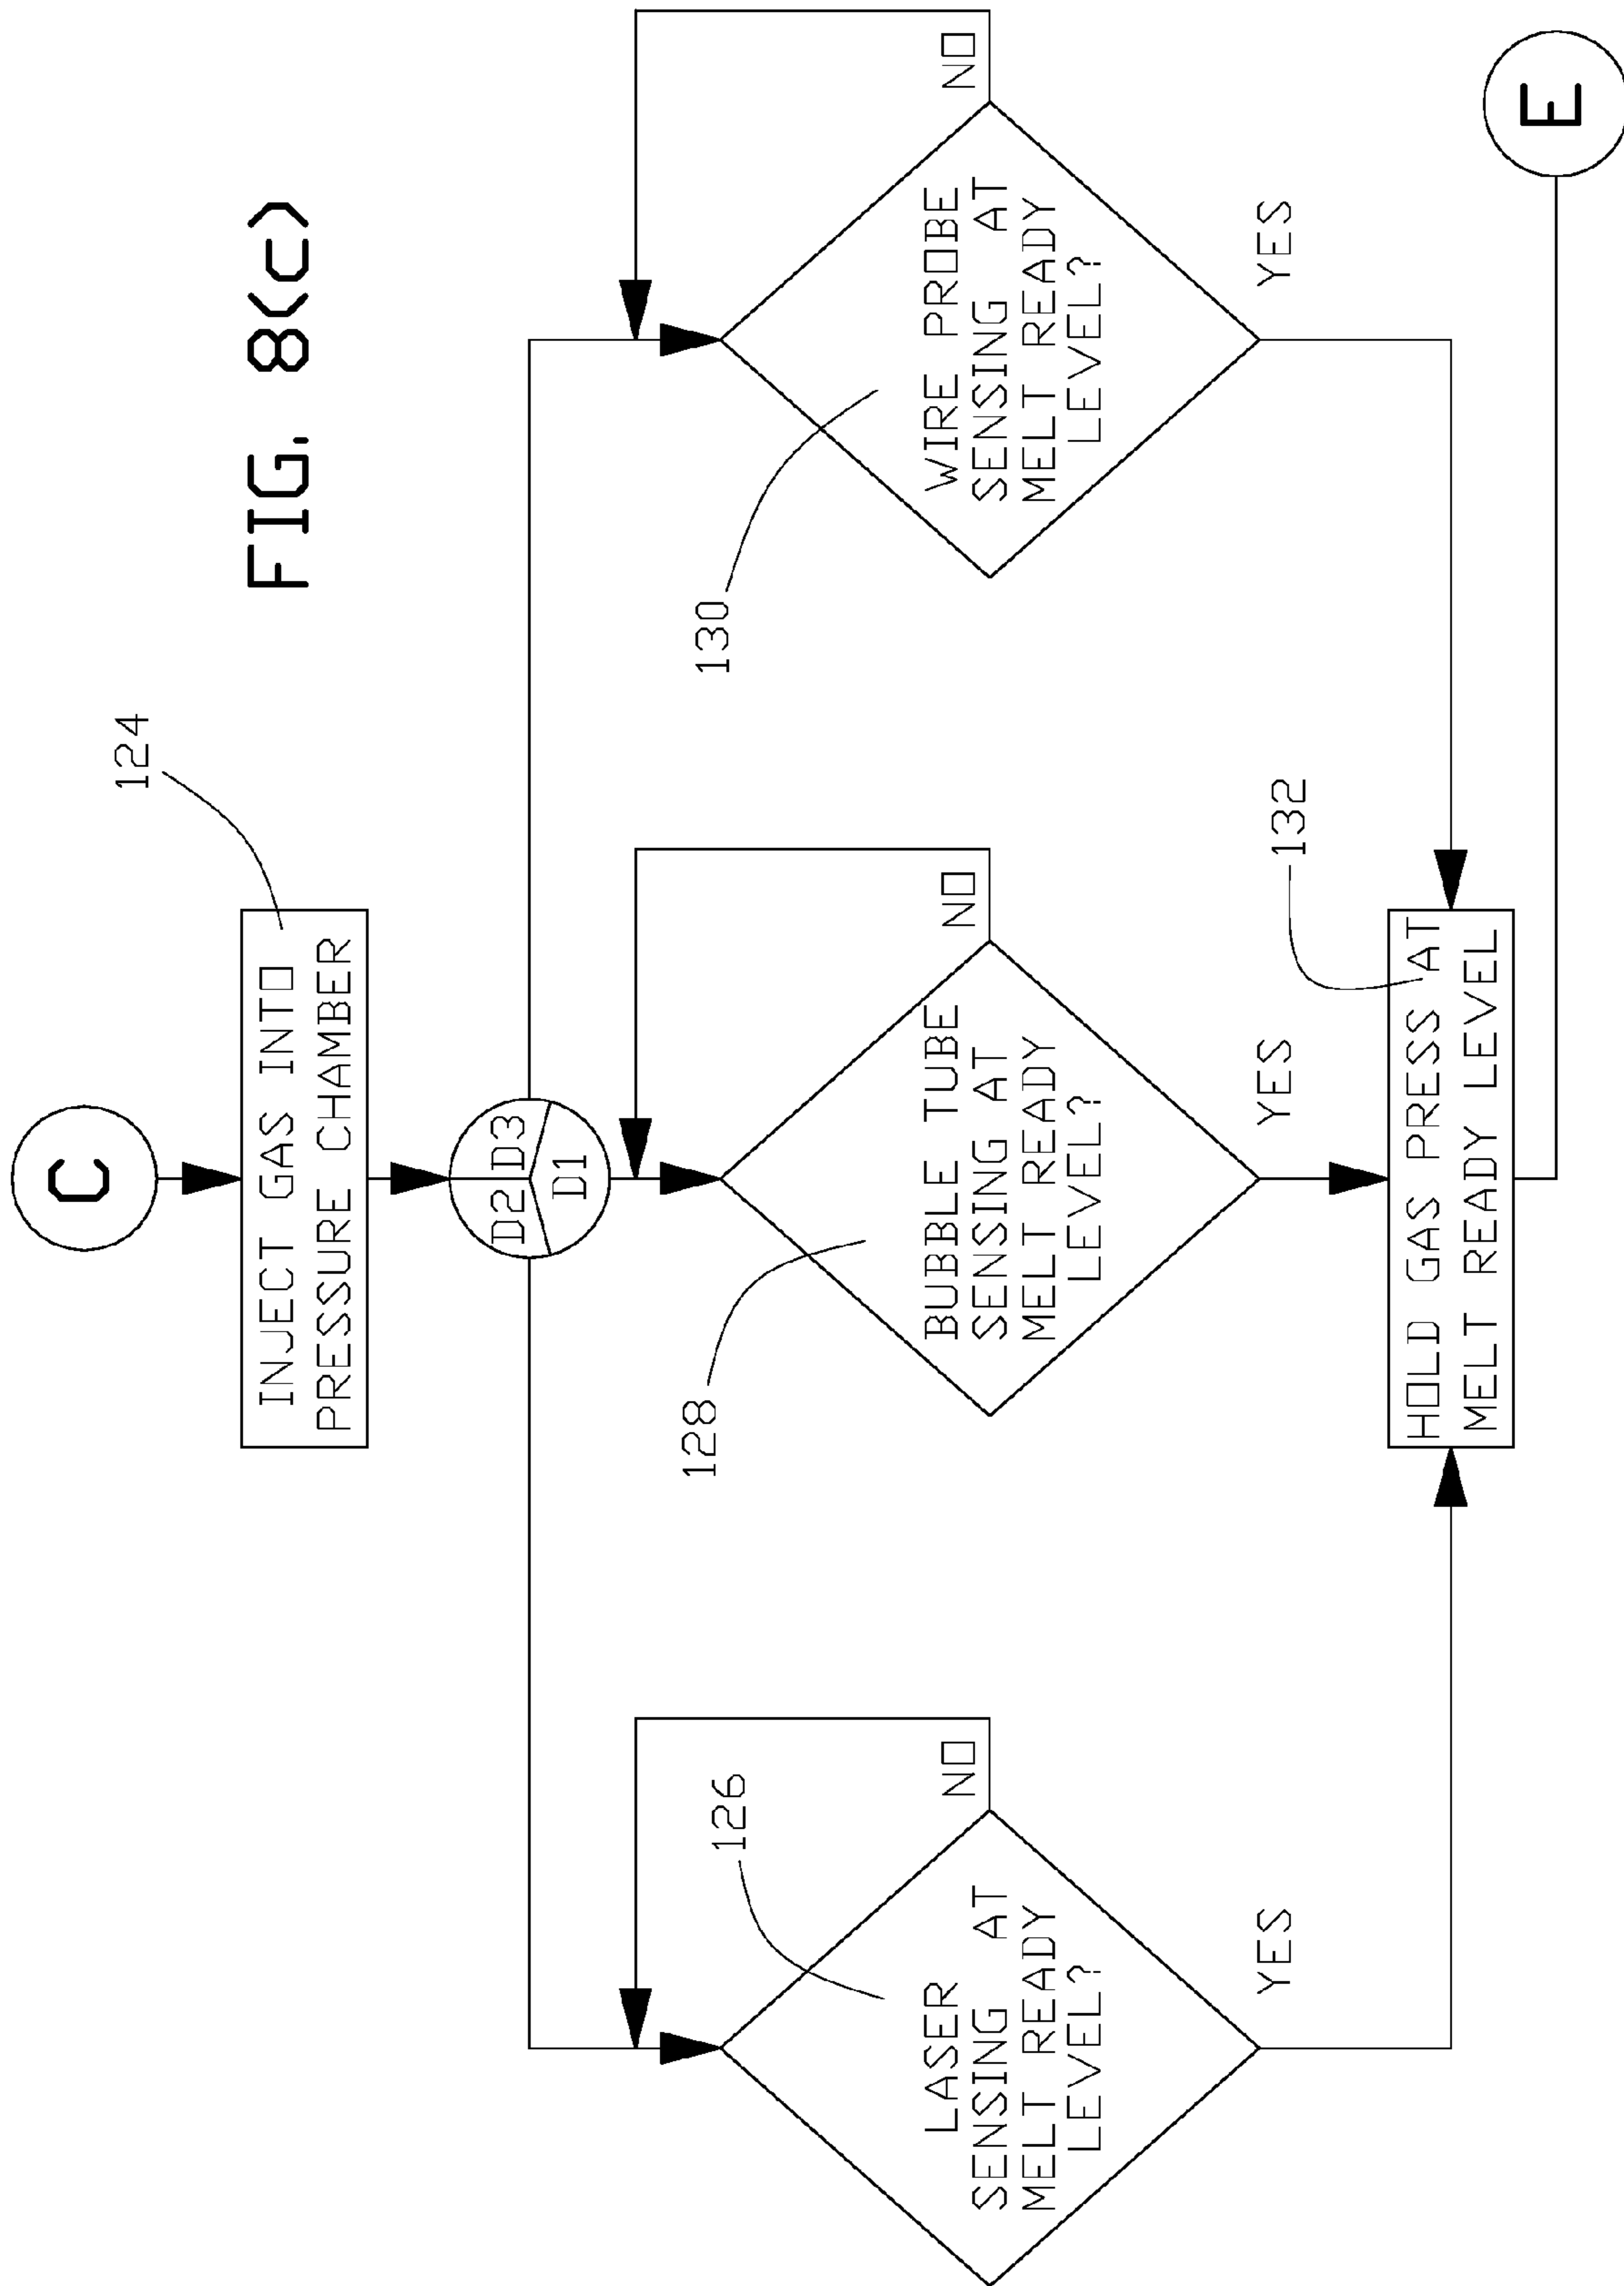 FIG. 8(c)
C
124
INJECT GAS INTO
PRESSURE CHAMBER
D2 D3
D1
126
LASER
SENSING AT
MELT READY
LEVEL?
NO
YES
128
BUBBLE TUBE
SENSING AT
MELT READY
LEVEL?
NO
YES
130
WIRE PROBE
SENSING AT
MELT READY
LEVEL?
NO
YES
132
HOLD GAS PRESS AT
MELT READY LEVEL
E